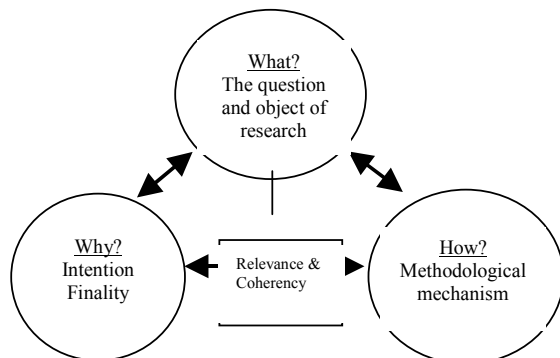 What?
The question
and object of
research
Why?
Intention
Finality
Relevance &
Coherency
How?
Methodological
mechanism